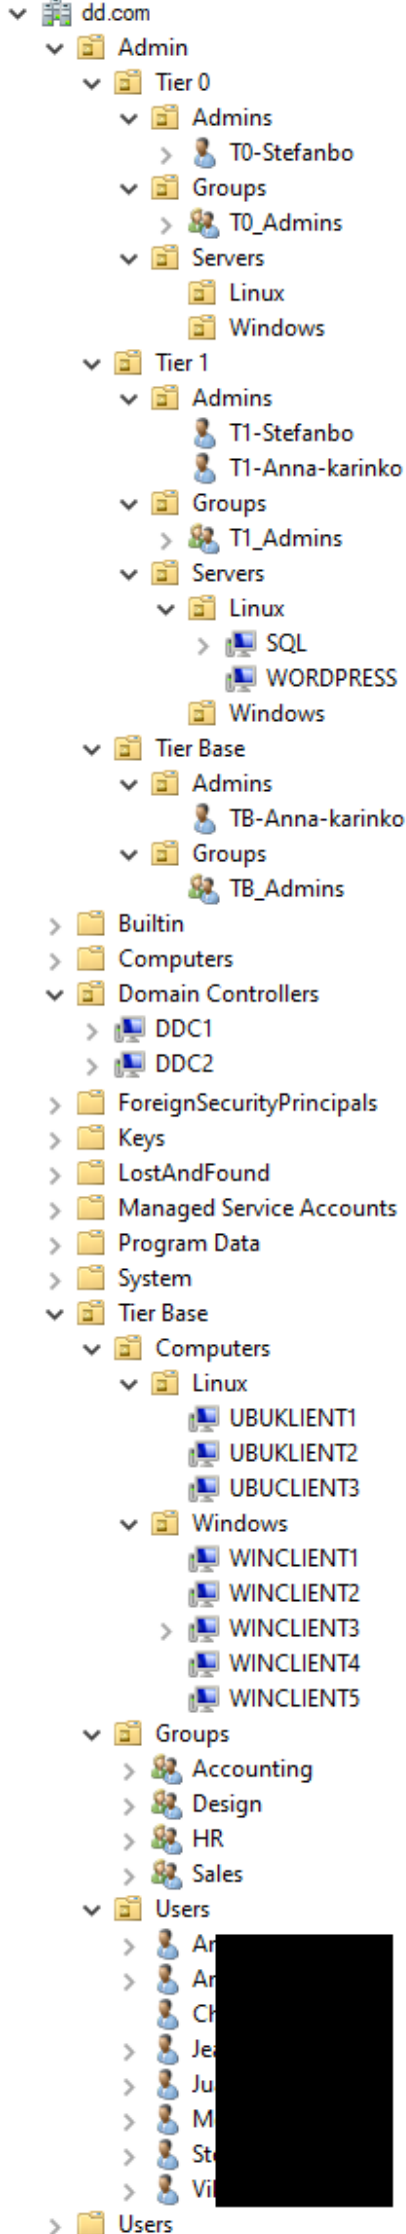 dd.com
Admin
Tier 0
Admins
T0-Stefanbo
Groups
T0_Admins
Servers
Linux
Windows
Tier 1
Admins
T1-Stefanbo
T1-Anna-karinko
Groups
T1_Admins
Servers
Linux
SQL
WORDPRESS
Windows
Tier Base
Admins
TB-Anna-karinko
Groups
TB_Admins
Builtin
Computers
Domain Controllers
DDC1
DDC2
ForeignSecurityPrincipals
Keys
LostAndFound
Managed Service Accounts
Program Data
System
Tier Base
Computers
Linux
UBUKLIENT1
UBUKLIENT2
UBUCLIENT3
Windows
WINCLIENT1
WINCLIENT2
WINCLIENT3
WINCLIENT4
WINCLIENT5
Groups
Accounting
Design
HR
Sales
Users
Users